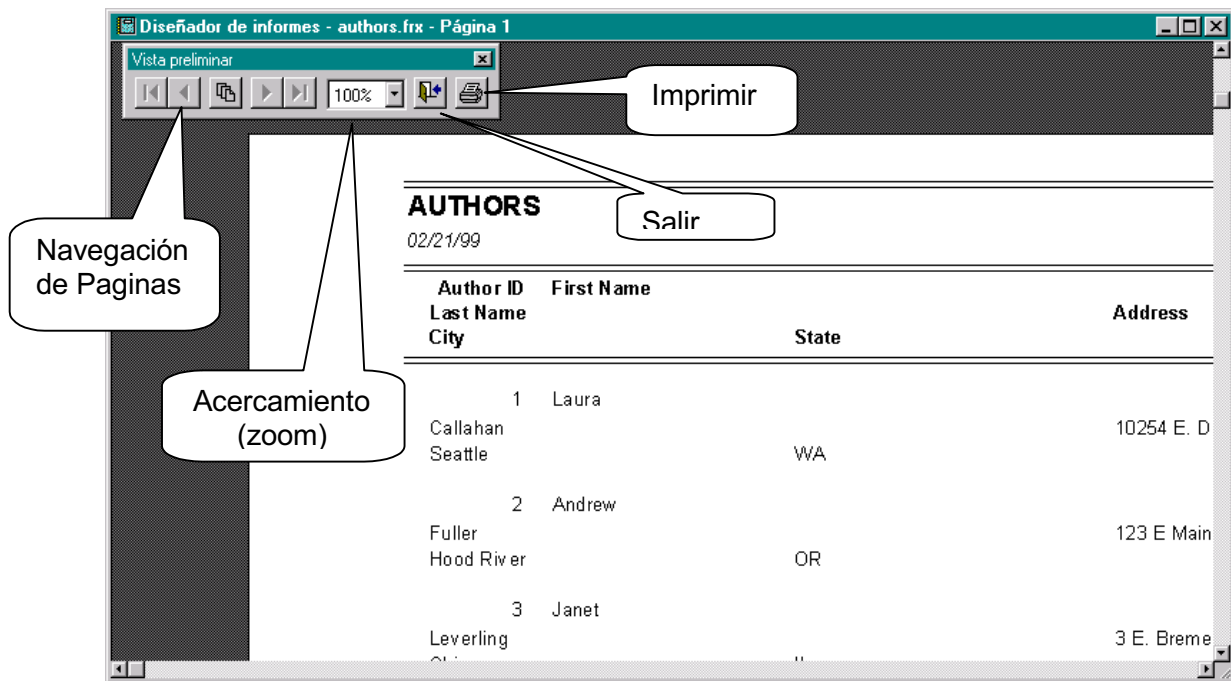 Diseñador de informes - authors.frx - Página 1
Vista preliminar
100%
Imprimir
Salir
Navegación
de Paginas
Acercamiento
(zoom)
AUTHORS
02/21/99
Author ID First Name
Last Name Address
City State
1 Laura
Callahan 10254 E. D
Seattle WA
2 Andrew
Fuller 123 E Main
Hood River OR
3 Janet
Leverling 3 E. Breme